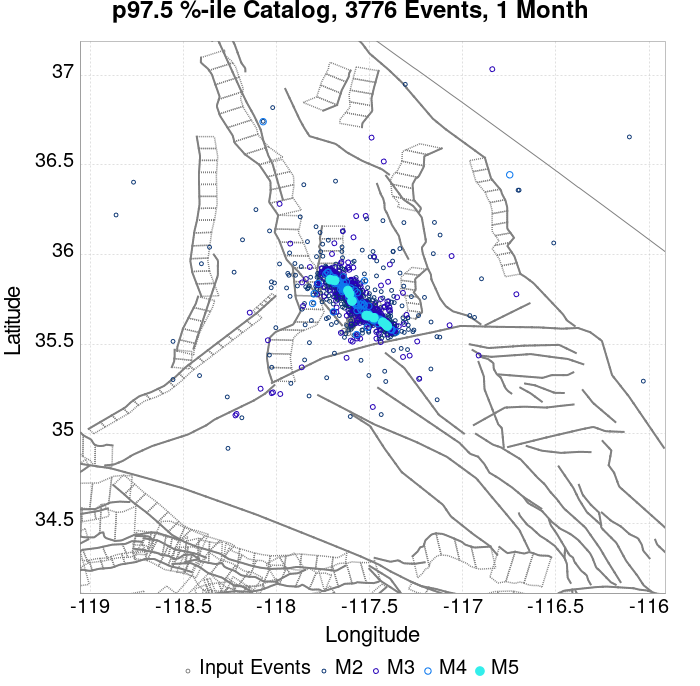 p97.5 %-ile Catalog, 3776 Events, 1 Month
37
36.5
36
35.5
35
34.5
Latitude
-119 -118.5 -118 -117.5 -117 -116.5 -116
Longitude
Input Events M2 M3 M4 M5